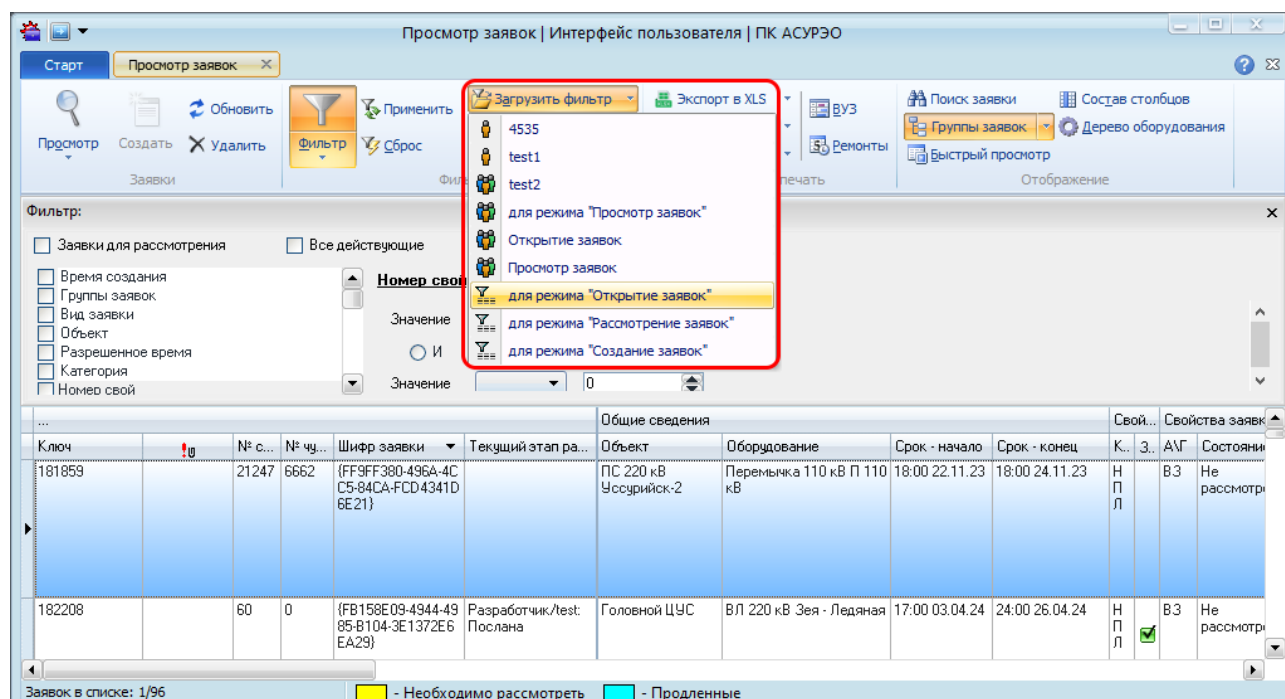 Просмотр заявок | Интерфейс пользователя | ПК АСУРЭО
Старт
Просмотр заявок
Просмотр
Создать
Обновить
Удалить
Заявки
Фильтр
Применить
Сброс
Загрузить фильтр
Экспорт в XLS
ВУЗ
Ремонты
Поиск заявки
Группы заявок
Быстрый просмотр
Состав столбцов
Дерево оборудования
Отображение
4535
test1
test2
для режима "Просмотр заявок"
Открытие заявок
Просмотр заявок
для режима "Открытие заявок"
для режима "Рассмотрение заявок"
для режима "Создание заявок"
Фильтр:
Заявки для рассмотрения
Все действующие
Время создания
Группы заявок
Вид заявки
Объект
Разрешенное время
Категория
Номер свой
Номер свой
Значение
И
Значение
0
... Общие сведения Свой... Свойства заявк
Ключ № с... № чу... Шифр заявки Текущий этап ра... Объект Оборудование Срок - начало Срок - конец К.. З.. А\Г Состояни
181859 21247 6662 {FF9FF380-496A-4C ПС 220 кВ Перемычка 110 кВ П 110 18:00 22.11.23 18:00 24.11.23 Н ВЗ Не
C5-84CA-FCD4341D Уссурийск-2 кВ П рассмотр
6E21} Л
182208 60 0 {FB158E09-4944-49 Разработчик/test: Головной ЦУС ВЛ 220 кВ Зея - Ледяная 17:00 03.04.24 24:00 26.04.24 Н ВЗ Не
85-B104-3E1372E6 Послана П рассмотр
EA29} Л
Заявок в списке: 1/96
- Необходимо рассмотреть
- Продленные